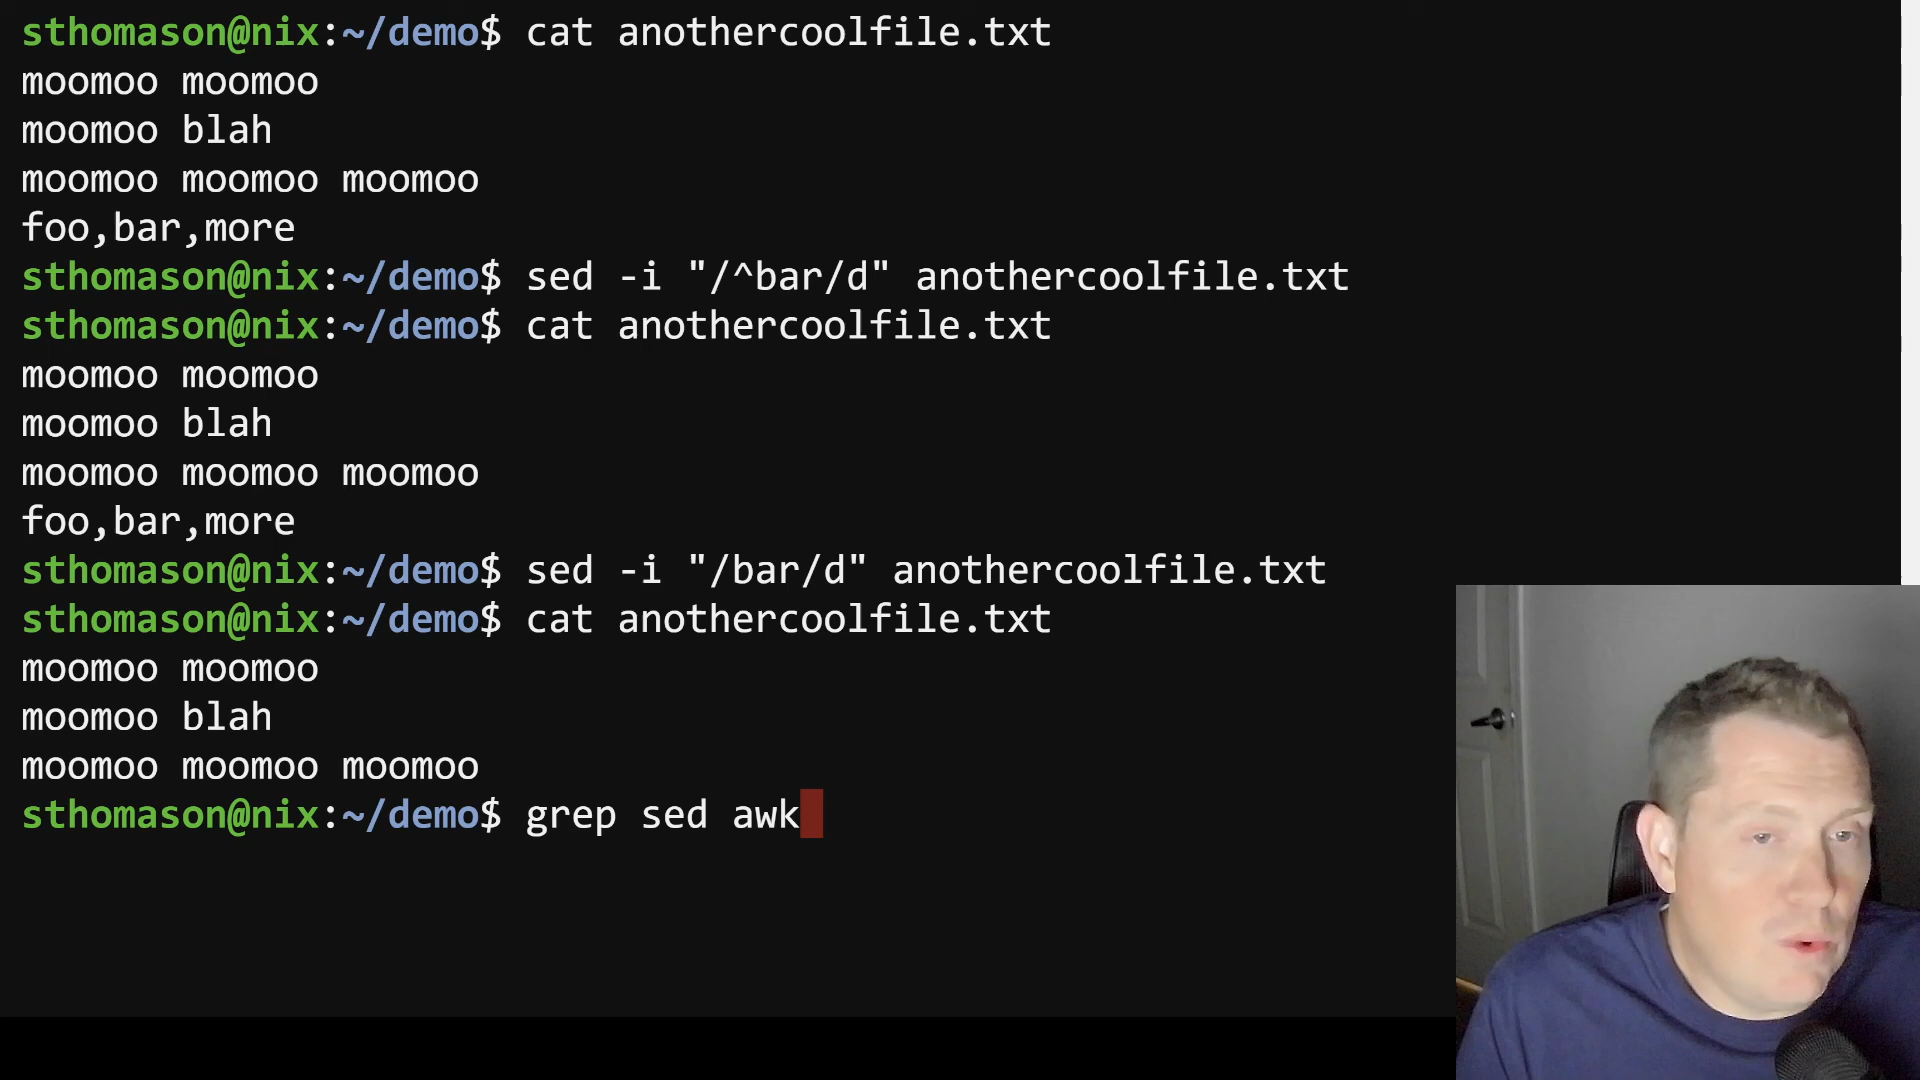 sthomason@nix:~/demo$ cat anothercoolfile.txt
moomoo moomoo
moomoo blah
moomoo moomoo moomoo
foo,bar,more
sthomason@nix:~/demo$ sed -i "/^bar/d" anothercoolfile.txt
sthomason@nix:~/demo$ cat anothercoolfile.txt
moomoo moomoo
moomoo blah
moomoo moomoo moomoo
foo,bar,more
sthomason@nix:~/demo$ sed -i "/bar/d" anothercoolfile.txt
sthomason@nix:~/demo$ cat anothercoolfile.txt
moomoo moomoo
moomoo blah
moomoo moomoo moomoo
sthomason@nix:~/demo$ grep sed awk